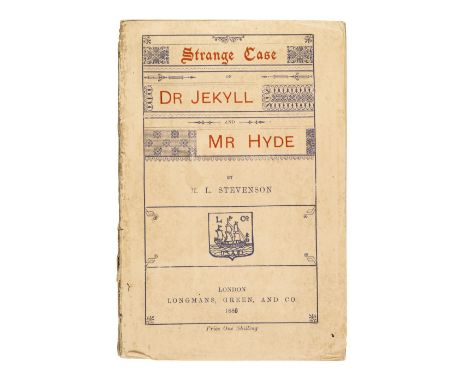 Strange Case
OF
DR JEKYLL
AND
MR HYDE
BY
R. L. STEVENSON
L Co
LONDON
LONGMANS, GREEN, AND CO
1886
Price One Shilling